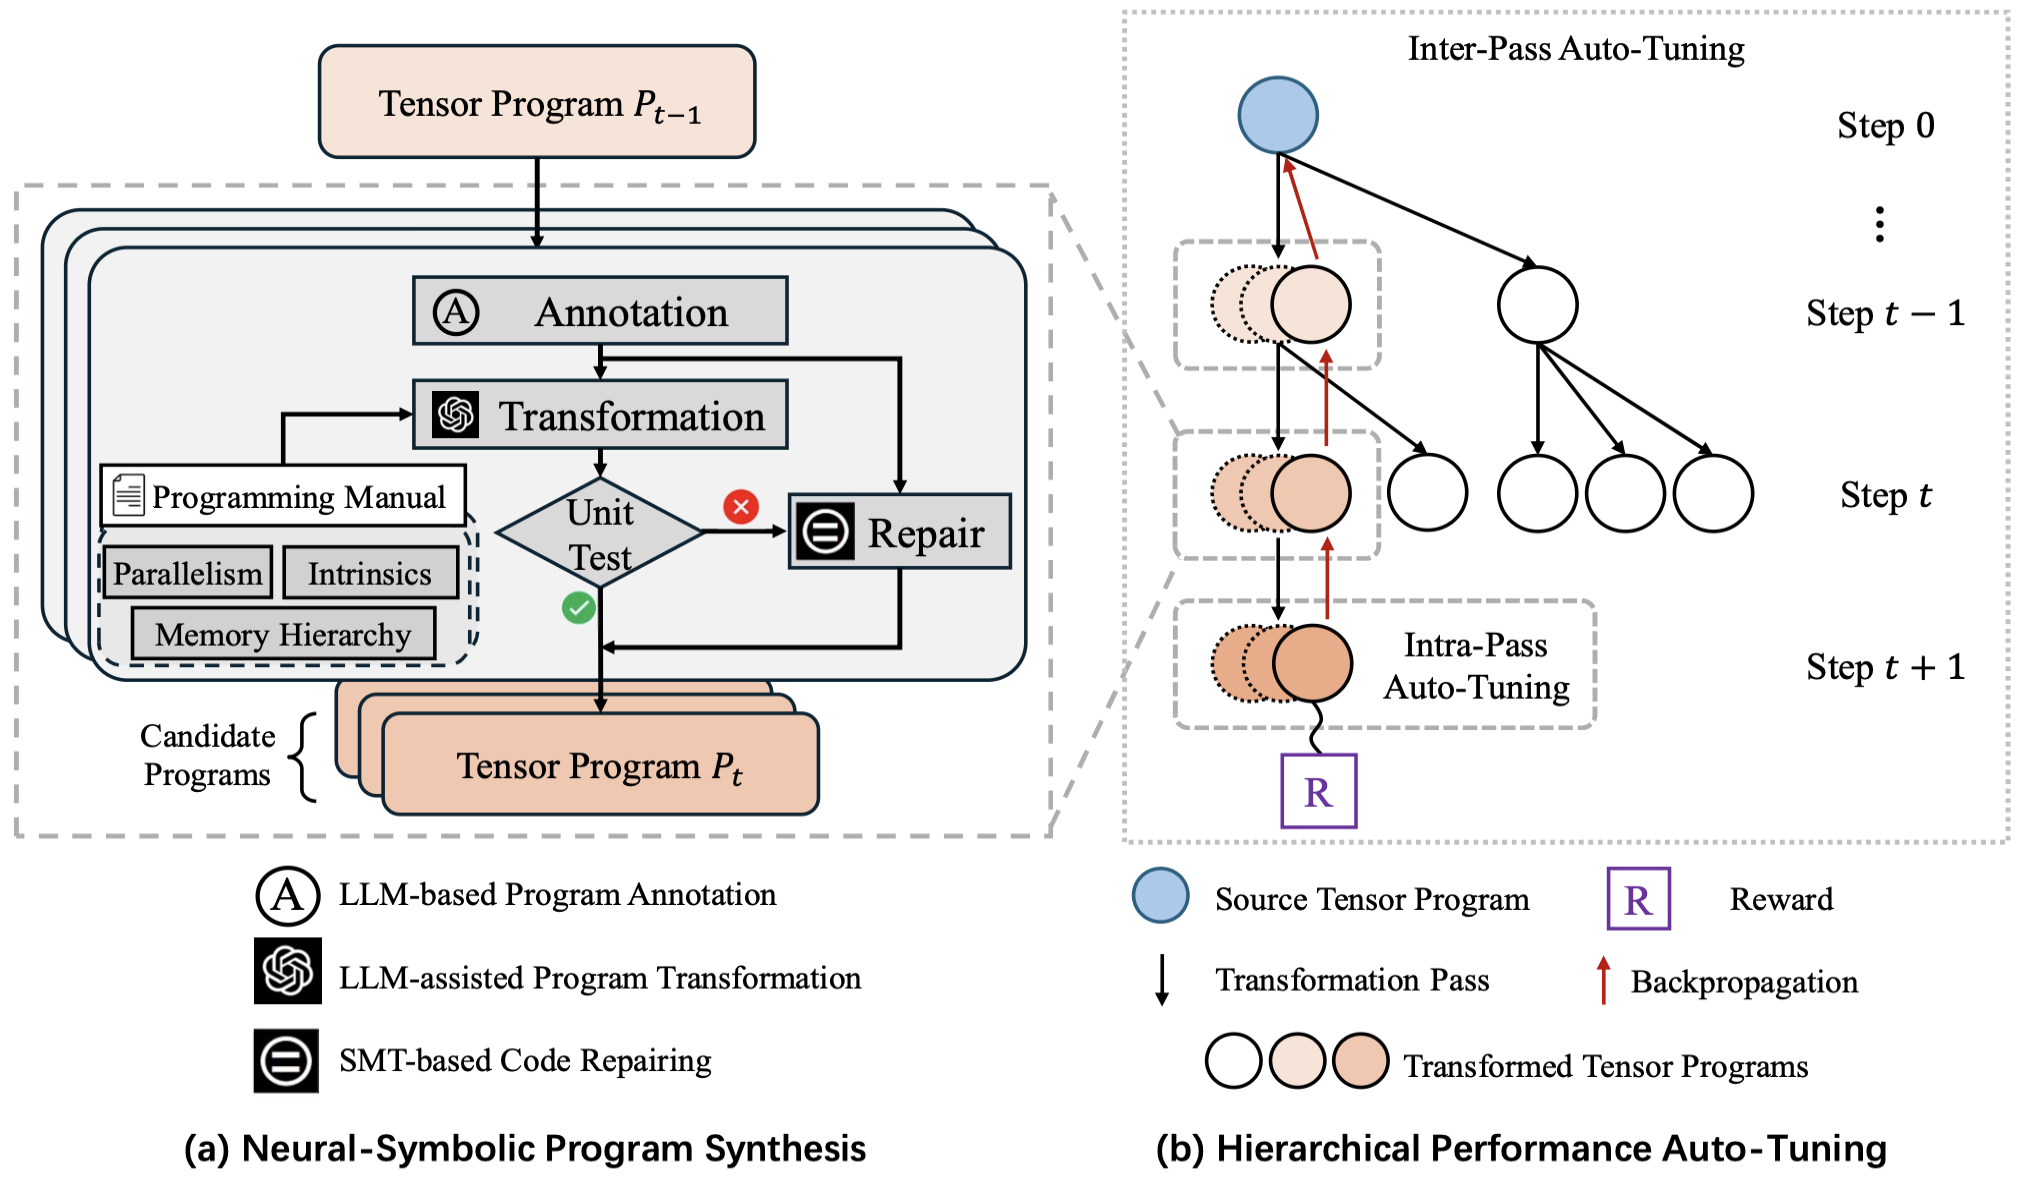 Tensor Program P_{t−1}
A Annotation
Transformation
Programming Manual
Parallelism
Intrinsics
Memory Hierarchy
Unit
Test
Repair
Candidate
Programs
Tensor Program P_t
A LLM-based Program Annotation
LLM-assisted Program Transformation
SMT-based Code Repairing
(a) Neural-Symbolic Program Synthesis
Inter-Pass Auto-Tuning
Step 0
Step t − 1
Step t
Step t + 1
Intra-Pass
Auto-Tuning
R
Source Tensor Program
R Reward
Transformation Pass
Backpropagation
Transformed Tensor Programs
(b) Hierarchical Performance Auto-Tuning